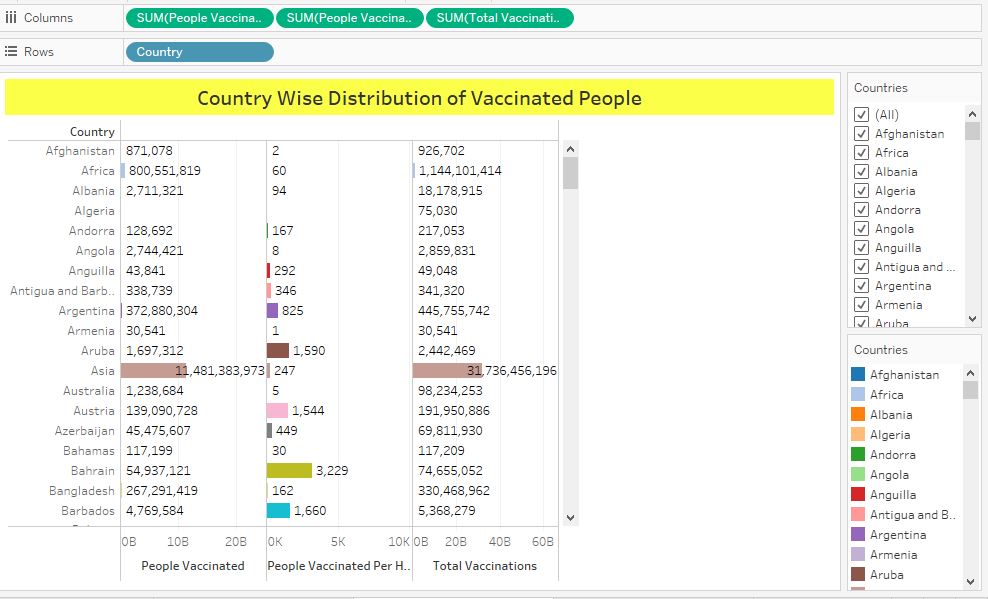 Columns SUM(People Vaccina.. SUM(People Vaccina.. SUM(Total Vaccinati..
Rows Country
Country Wise Distribution of Vaccinated People
Country
Afghanistan 871,078 2 926,702
Africa 800,551,819 60 1,144,101,414
Albania 2,711,321 94 18,178,915
Algeria 75,030
Andorra 128,692 167 217,053
Angola 2,744,421 8 2,859,831
Anguilla 43,841 292 49,048
Antigua and Barb.. 338,739 346 341,320
Argentina 372,880,304 825 445,755,742
Armenia 30,541 1 30,541
Aruba 1,697,312 1,590 2,442,469
Asia 11,481,383,973 247 31,736,456,196
Australia 1,238,684 5 98,234,253
Austria 139,090,728 1,544 191,950,886
Azerbaijan 45,475,607 449 69,811,930
Bahamas 117,199 30 117,209
Bahrain 54,937,121 3,229 74,655,052
Bangladesh 267,291,419 162 330,468,962
Barbados 4,769,584 1,660 5,368,279
0B 10B 20B 0K 5K 10K 0B 20B 40B 60B
People Vaccinated People Vaccinated Per H.. Total Vaccinations
Countries
(All)
Afghanistan
Africa
Albania
Algeria
Andorra
Angola
Anguilla
Antigua and ...
Argentina
Armenia
Aruba
Countries
Afghanistan
Africa
Albania
Algeria
Andorra
Angola
Anguilla
Antigua and B..
Argentina
Armenia
Aruba